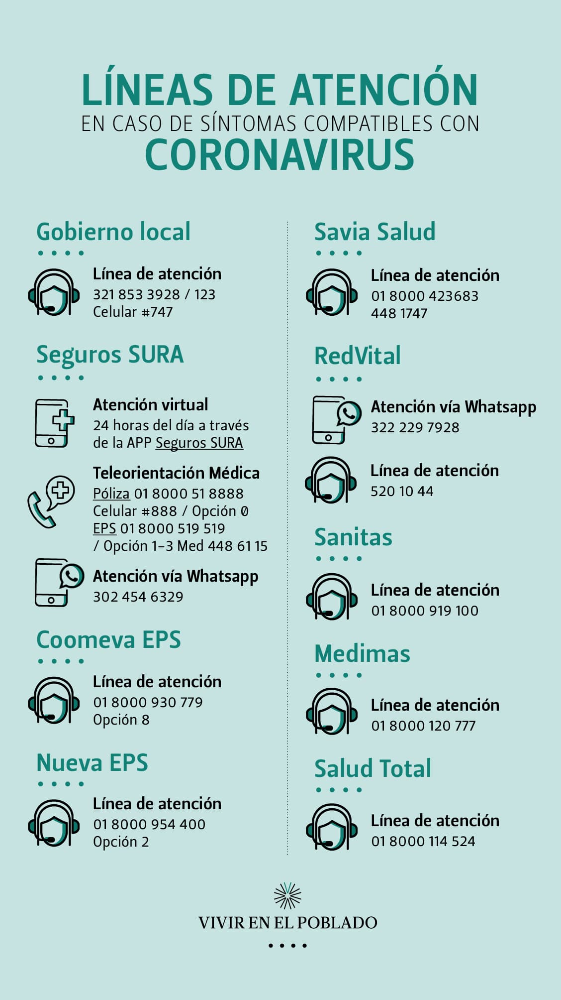 LÍNEAS DE ATENCIÓN
EN CASO DE SÍNTOMAS COMPATIBLES CON
CORONAVIRUS
Gobierno local
Línea de atención
321 853 3928 / 123
Celular #747
Seguros SURA
Atención virtual
24 horas del día a través
de la APP Seguros SURA
Teleorientación Médica
Póliza 01 8000 51 8888
Celular #888 / Opción 0
EPS 01 8000 519 519
/ Opción 1-3 Med 448 61 15
Atención vía Whatsapp
302 454 6329
Coomeva EPS
Línea de atención
01 8000 930 779
Opción 8
Nueva EPS
Línea de atención
01 8000 954 400
Opción 2
Savia Salud
Línea de atención
01 8000 423683
448 1747
RedVital
Atención vía Whatsapp
322 229 7928
Línea de atención
520 10 44
Sanitas
Línea de atención
01 8000 919 100
Medimas
Línea de atención
01 8000 120 777
Salud Total
Línea de atención
01 8000 114 524
VIVIR EN EL POBLADO